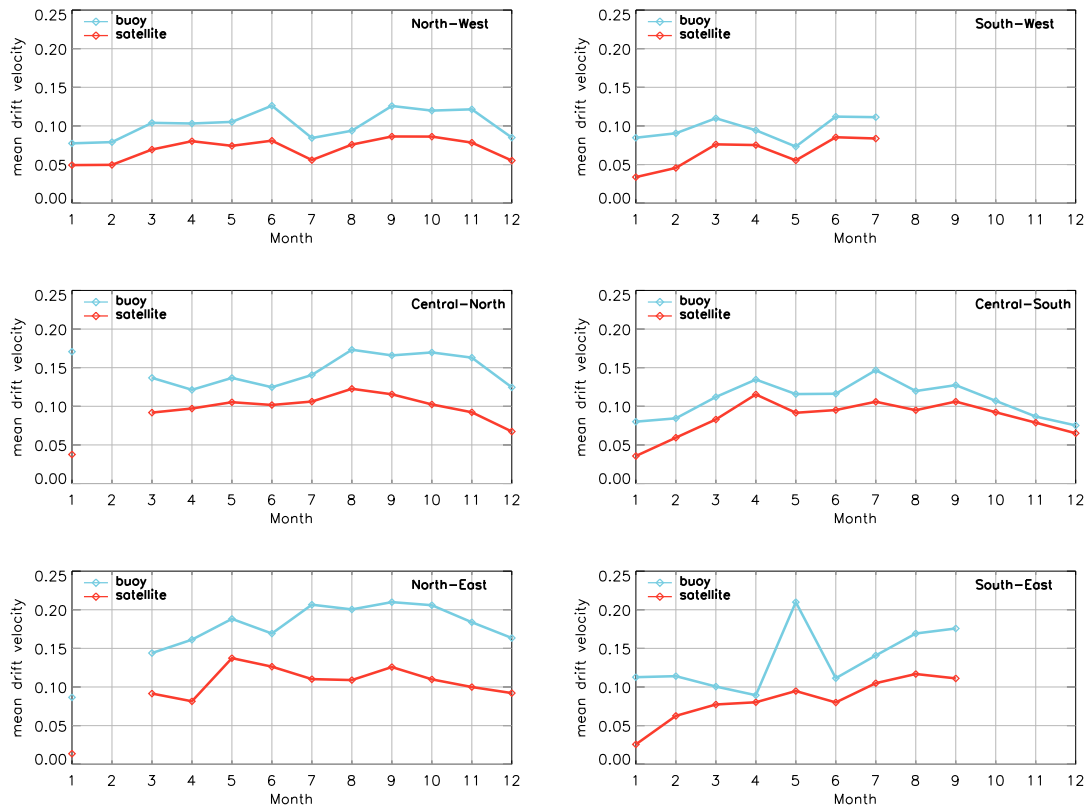 0.25
buoy
North-West
satellite
0.20
0.15
0.10
0.05
0.00
mean drift velocity
1 2 3 4 5 6 7 8 9 10 11 12
Month
0.25
buoy
South-West
satellite
0.20
0.15
0.10
0.05
0.00
mean drift velocity
1 2 3 4 5 6 7 8 9 10 11 12
Month
0.25
buoy
Central-North
satellite
0.20
0.15
0.10
0.05
0.00
mean drift velocity
1 2 3 4 5 6 7 8 9 10 11 12
Month
0.25
buoy
Central-South
satellite
0.20
0.15
0.10
0.05
0.00
mean drift velocity
1 2 3 4 5 6 7 8 9 10 11 12
Month
0.25
buoy
North-East
satellite
0.20
0.15
0.10
0.05
0.00
mean drift velocity
1 2 3 4 5 6 7 8 9 10 11 12
Month
0.25
buoy
South-East
satellite
0.20
0.15
0.10
0.05
0.00
mean drift velocity
1 2 3 4 5 6 7 8 9 10 11 12
Month